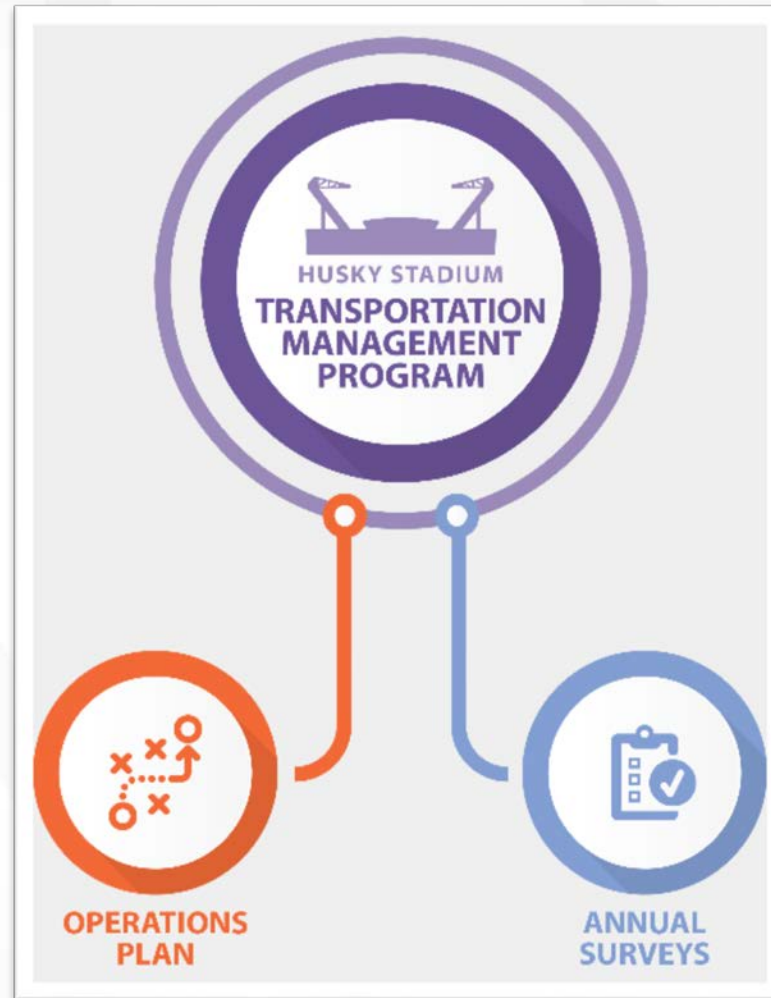 HUSKY STADIUM
TRANSPORTATION
MANAGEMENT
PROGRAM
OPERATIONS
PLAN
ANNUAL
SURVEYS